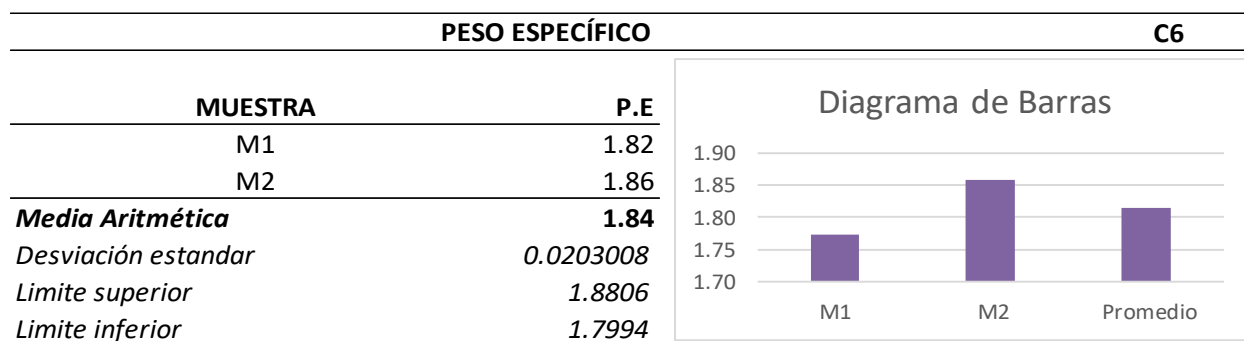 PESO ESPECÍFICO C6
MUESTRA P.E
M1 1.82
M2 1.86
Media Aritmética 1.84
Desviación estandar 0.0203008
Limite superior 1.8806
Limite inferior 1.7994
Diagrama de Barras
1.90
1.85
1.80
1.75
1.70
M1 M2 Promedio